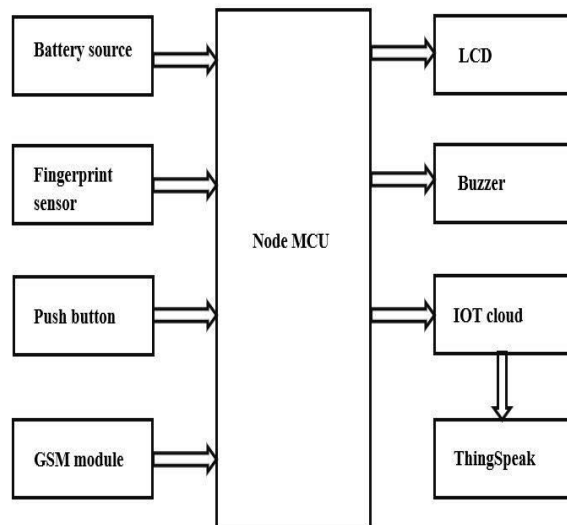 Battery source
Fingerprint
sensor
Push button
GSM module
Node MCU
LCD
Buzzer
IOT cloud
ThingSpeak